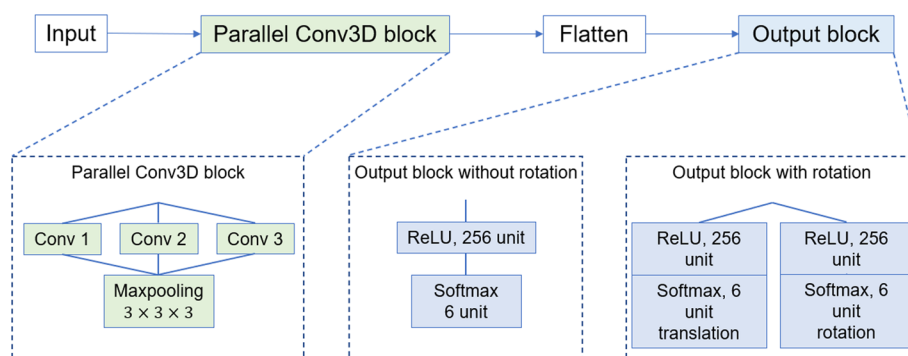 Input
Parallel Conv3D block
Flatten
Output block
Parallel Conv3D block
Conv 1
Conv 2
Conv 3
Maxpooling
3 × 3 × 3
Output block without rotation
ReLU, 256 unit
Softmax
6 unit
Output block with rotation
ReLU, 256
unit
Softmax, 6
unit
translation
ReLU, 256
unit
Softmax, 6
unit
rotation